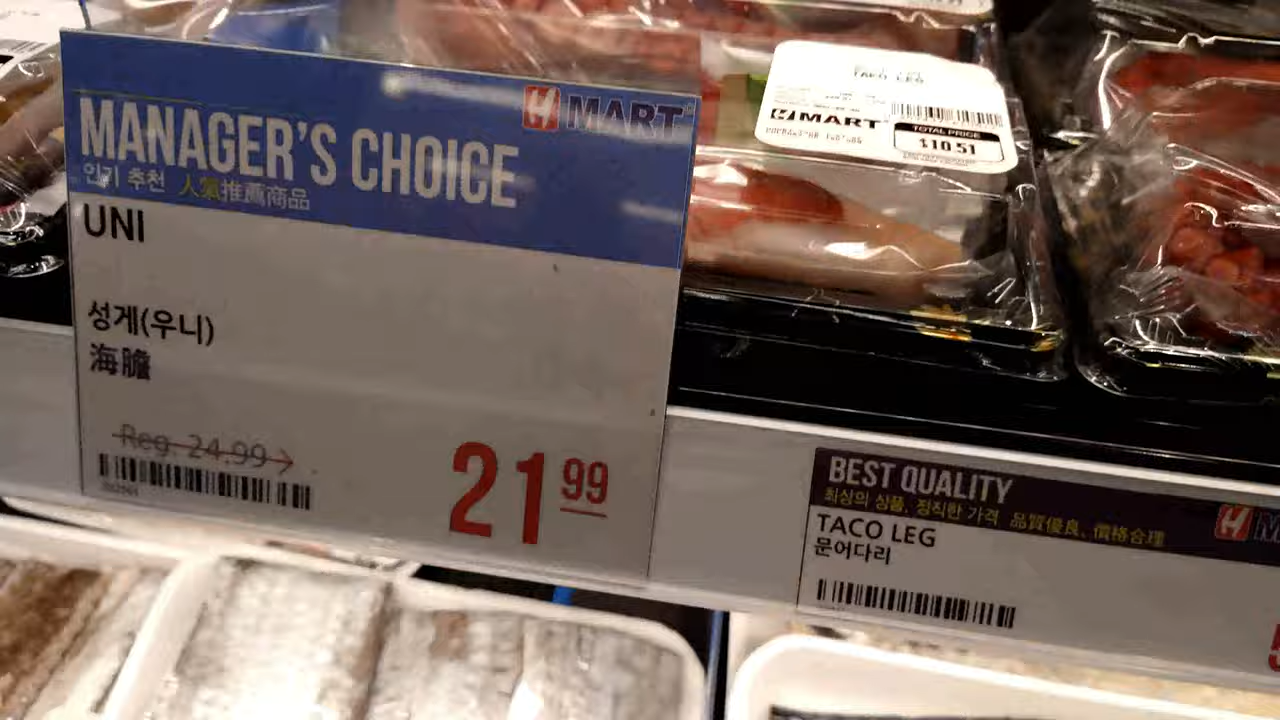 H MART
MANAGER'S CHOICE
인기 추천 人氣推薦商品
UNI
성게(우니)
海膽
Reg. 24.99
21 99
TAKO LEG
H MART
TOTAL PRICE
$10.51
BEST QUALITY
최상의 상품, 정직한 가격 品質優良, 價格合理
TACO LEG
문어다리